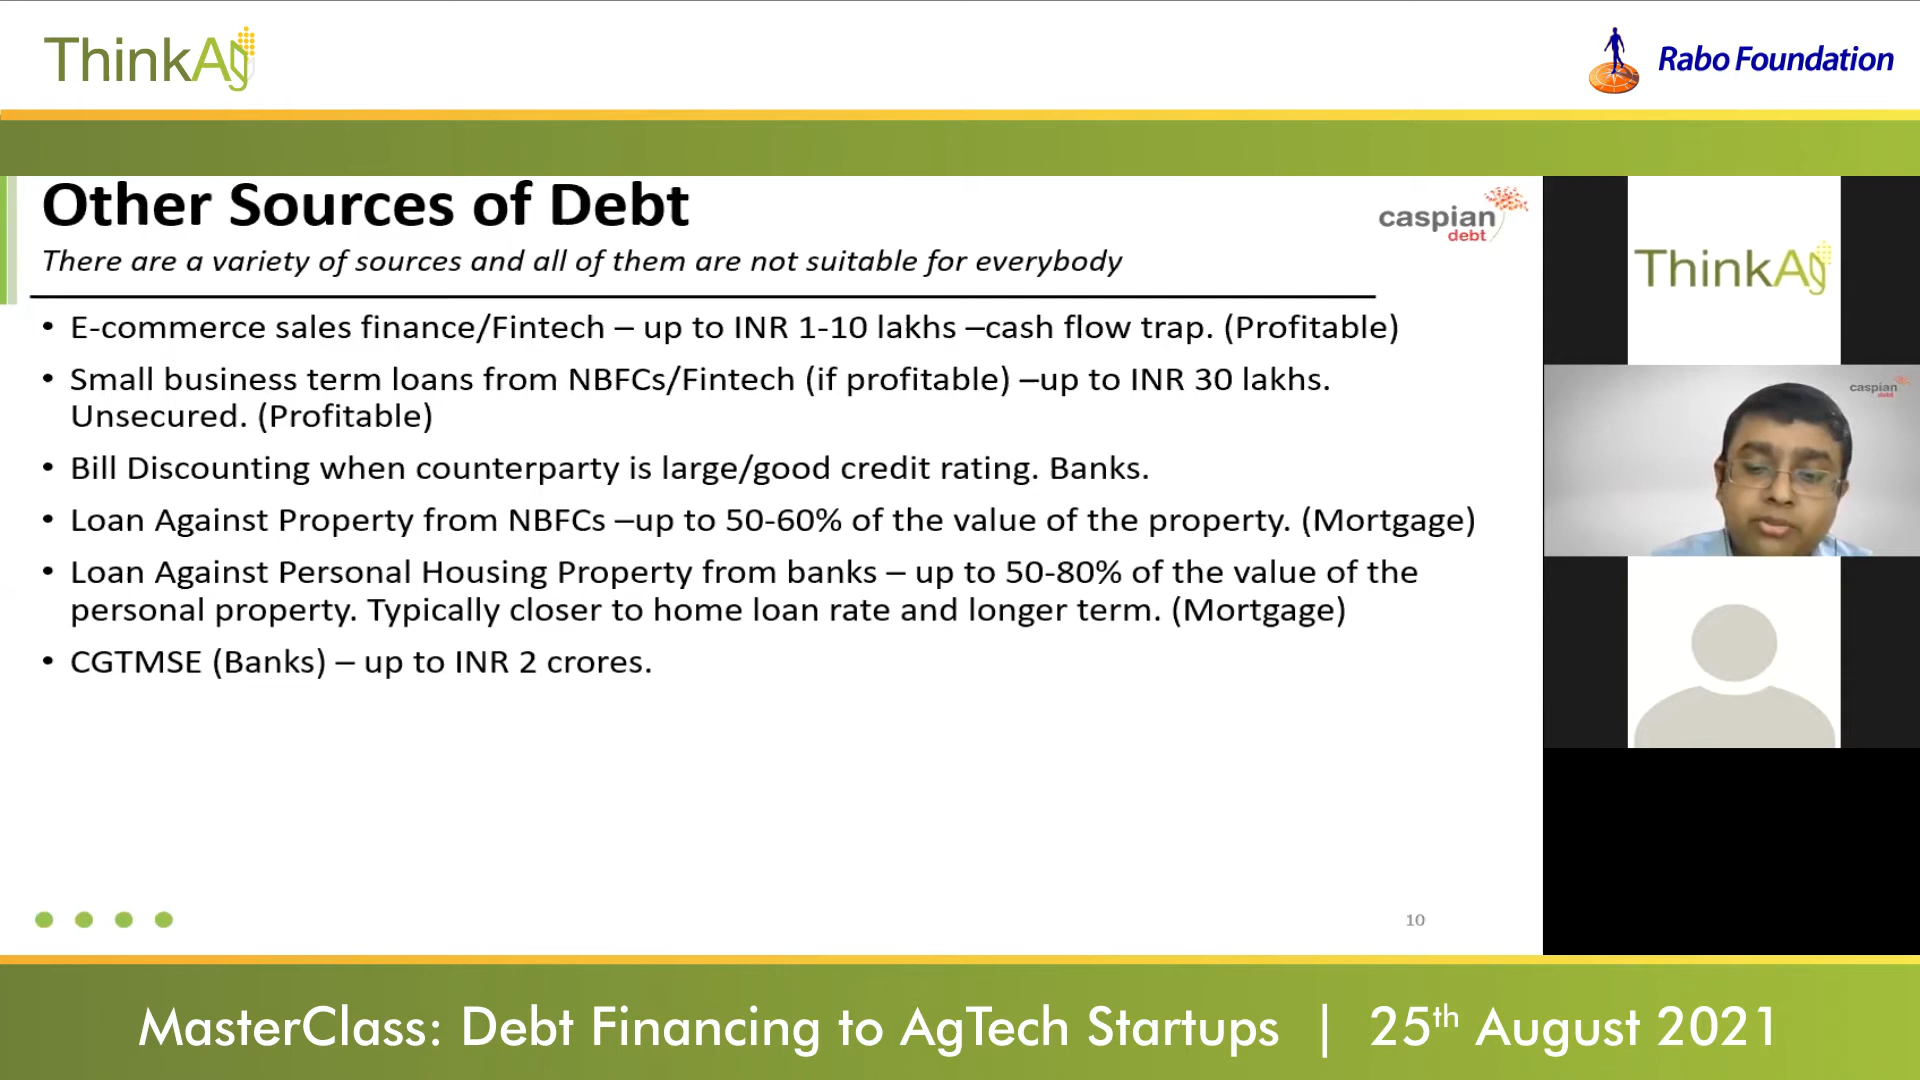 ThinkAg
Rabo Foundation
Other Sources of Debt
caspian
debt
There are a variety of sources and all of them are not suitable for everybody
• E-commerce sales finance/Fintech – up to INR 1-10 lakhs –cash flow trap. (Profitable)
• Small business term loans from NBFCs/Fintech (if profitable) –up to INR 30 lakhs.
Unsecured. (Profitable)
• Bill Discounting when counterparty is large/good credit rating. Banks.
• Loan Against Property from NBFCs –up to 50-60% of the value of the property. (Mortgage)
• Loan Against Personal Housing Property from banks – up to 50-80% of the value of the
personal property. Typically closer to home loan rate and longer term. (Mortgage)
• CGTMSE (Banks) – up to INR 2 crores.
10
ThinkAg
caspian
debt
MasterClass: Debt Financing to AgTech Startups | 25th August 2021